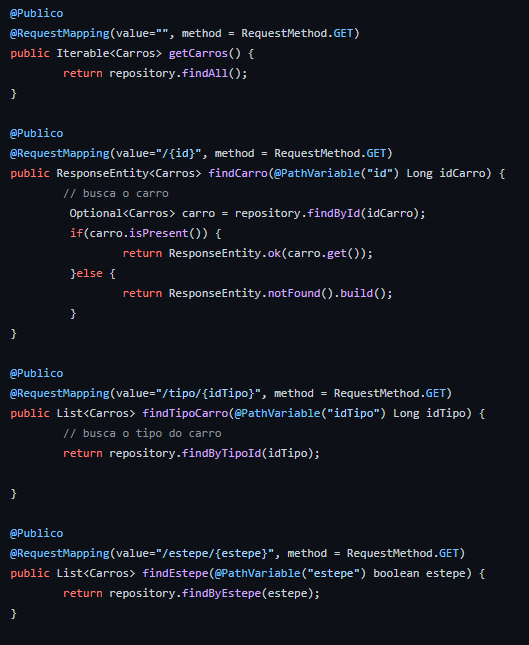 @Publico
@RequestMapping(value="", method = RequestMethod.GET)
public Iterable<Carros> getCarros() {
return repository.findAll();
}
@Publico
@RequestMapping(value="/{id}", method = RequestMethod.GET)
public ResponseEntity<Carros> findCarro(@PathVariable("id") Long idCarro) {
// busca o carro
Optional<Carros> carro = repository.findById(idCarro);
if(carro.isPresent()) {
return ResponseEntity.ok(carro.get());
}else {
return ResponseEntity.notFound().build();
}
}
@Publico
@RequestMapping(value="/tipo/{idTipo}", method = RequestMethod.GET)
public List<Carros> findTipoCarro(@PathVariable("idTipo") Long idTipo) {
// busca o tipo do carro
return repository.findByTipoId(idTipo);
}
@Publico
@RequestMapping(value="/estepe/{estepe}", method = RequestMethod.GET)
public List<Carros> findEstepe(@PathVariable("estepe") boolean estepe) {
return repository.findByEstepe(estepe);
}